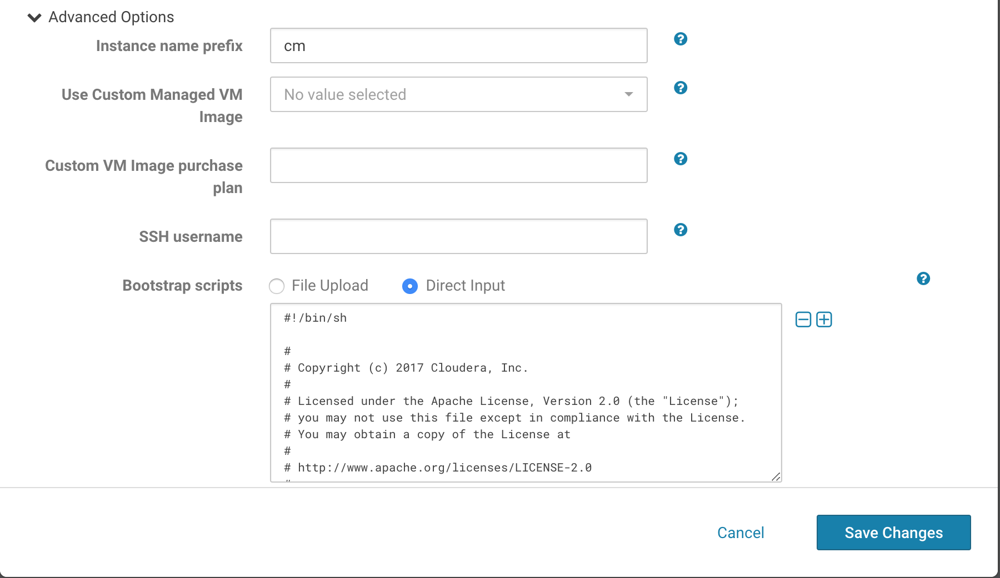 Advanced Options
Instance name prefix
cm
Use Custom Managed VM
Image
No value selected
Custom VM Image purchase
plan
SSH username
Bootstrap scripts
File Upload
Direct Input
#!/bin/sh
#
# Copyright (c) 2017 Cloudera, Inc.
#
# Licensed under the Apache License, Version 2.0 (the "License");
# you may not use this file except in compliance with the License.
# You may obtain a copy of the License at
#
# http://www.apache.org/licenses/LICENSE-2.0
Cancel
Save Changes